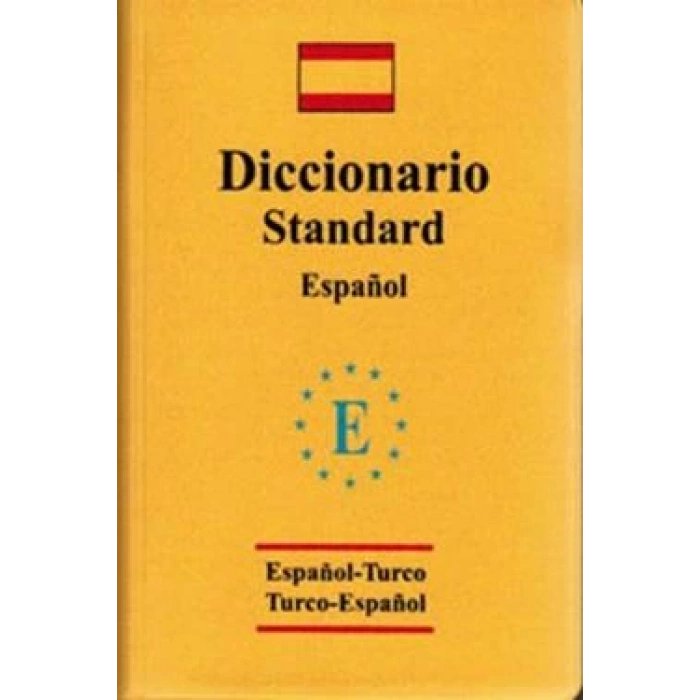 Diccionario
Standard
Español
E
Español-Turco
Turco-Español